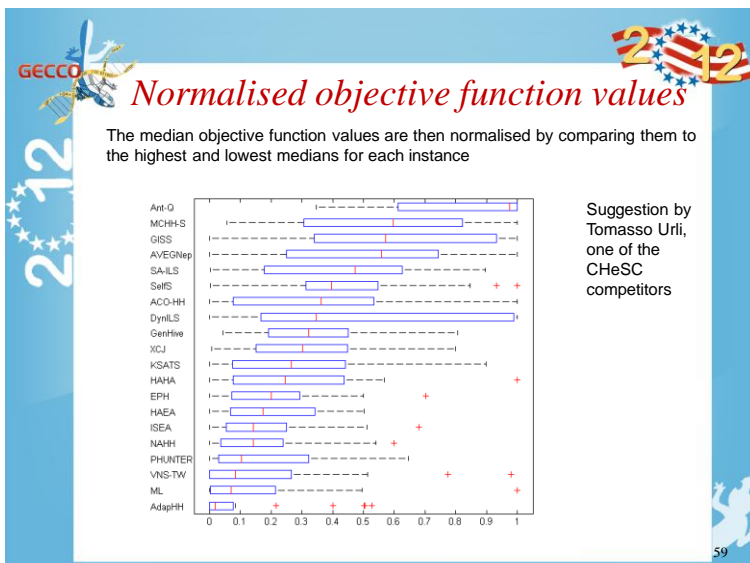 GECCO
2012
2012
Normalised objective function values
The median objective function values are then normalised by comparing them to
the highest and lowest medians for each instance
Ant-Q
MCHH-S
GISS
AVEGNep
SA-ILS
SelfS
ACO-HH
DynILS
GenHive
XCJ
KSATS
HAHA
EPH
HAEA
ISEA
NAHH
PHUNTER
VNS-TW
ML
AdapHH
0 0.1 0.2 0.3 0.4 0.5 0.6 0.7 0.8 0.9 1
Suggestion by
Tomasso Urli,
one of the
CHeSC
competitors
59